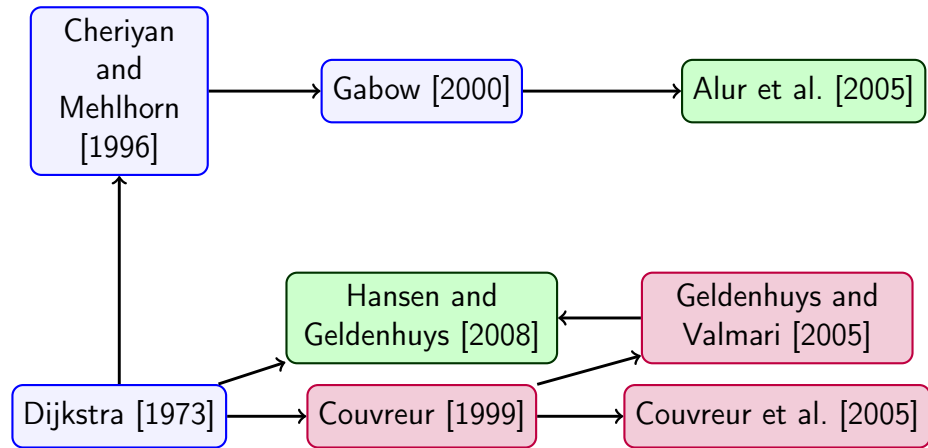 Cheriyan
and
Mehlhorn
[1996]
Gabow [2000]
Alur et al. [2005]
Hansen and
Geldenhuys [2008]
Geldenhuys and
Valmari [2005]
Dijkstra [1973]
Couvreur [1999]
Couvreur et al. [2005]